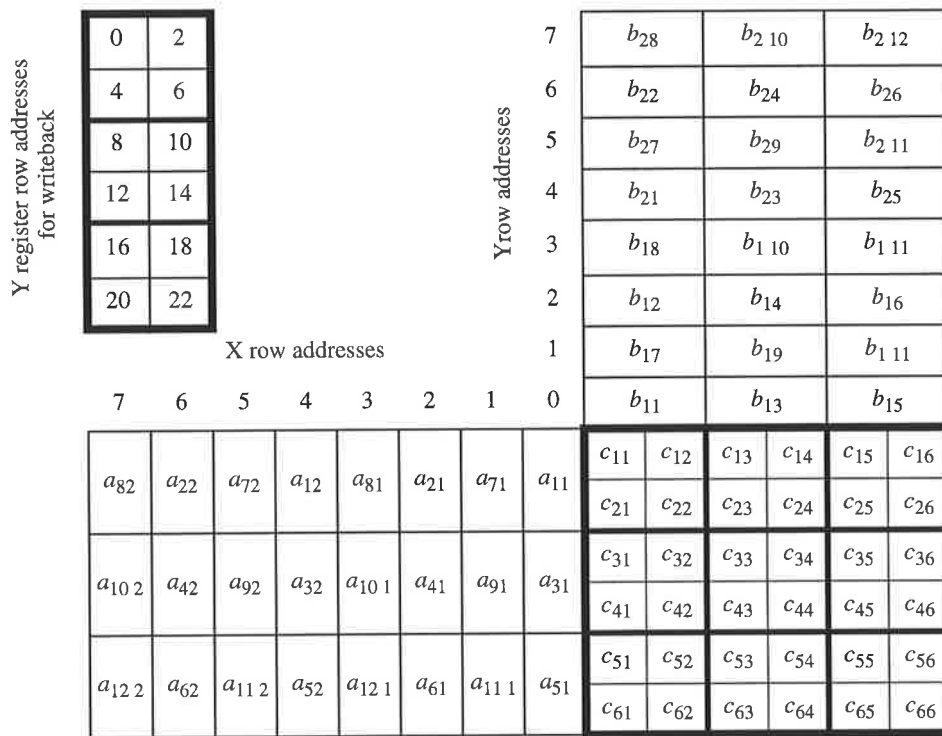 0 2
4 6
8 10
12 14
16 18
20 22
Y register row addresses
for writeback
Yrow addresses
7 b28 b2 10 b2 12
6 b22 b24 b26
5 b27 b29 b2 11
4 b21 b23 b25
3 b18 b1 10 b1 11
2 b12 b14 b16
1 b17 b19 b1 11
0 b11 b13 b15
X row addresses
7 6 5 4 3 2 1 0
a82 a22 a72 a12 a81 a21 a71 a11
c11 c12 c13 c14 c15 c16
c21 c22 c23 c24 c25 c26
a10 2 a42 a92 a32 a10 1 a41 a91 a31
c31 c32 c33 c34 c35 c36
c41 c42 c43 c44 c45 c46
a12 2 a62 a11 2 a52 a12 1 a61 a11 1 a51
c51 c52 c53 c54 c55 c56
c61 c62 c63 c64 c65 c66